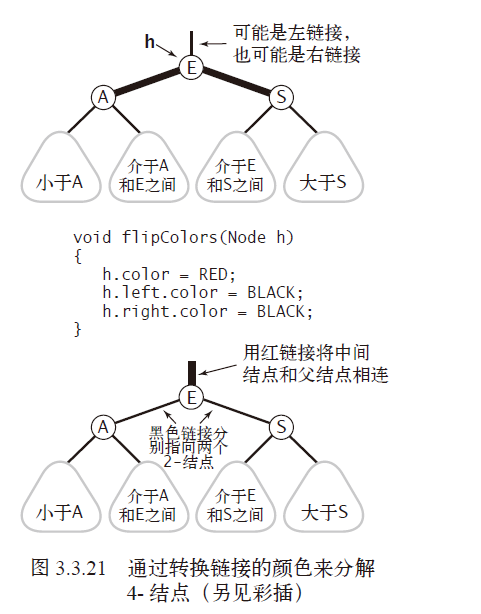 可能是左链接，
也可能是右链接
h
E
A
S
小于A
介于A
和E之间
介于E
和S之间
大于S
void flipColors(Node h)
{
h.color = RED;
h.left.color = BLACK;
h.right.color = BLACK;
}
用红链接将中间
结点和父结点相连
E
A
S
黑色链接分
别指向两个
2-结点
小于A
介于A
和E之间
介于E
和S之间
大于S
图 3.3.21 通过转换链接的颜色来分解
4- 结点（另见彩插）